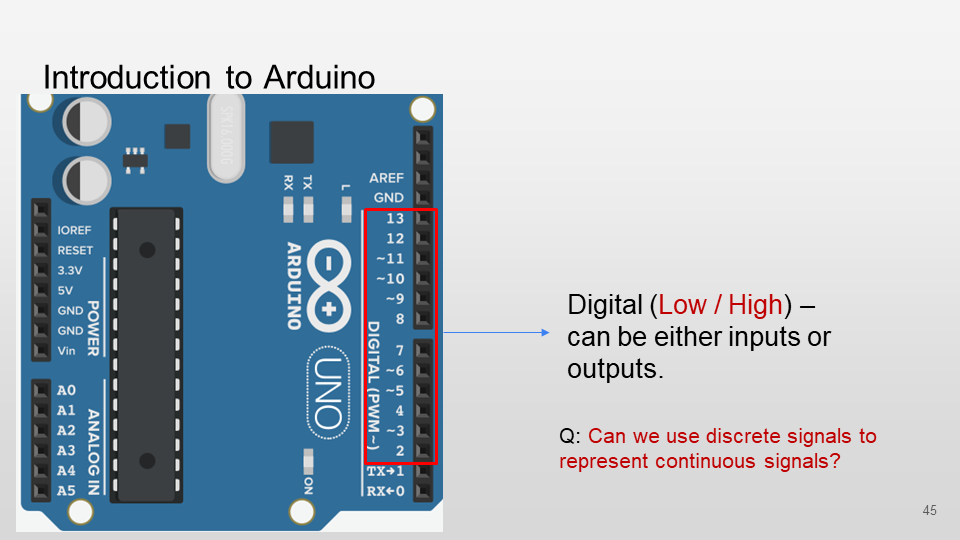 Introduction to Arduino
SPK16.000G
RX
TX
L
AREF
GND
13
12
~11
~10
~9
8
7
~6
~5
4
~3
2
TX→1
RX←0
DIGITAL (PWM~)
IOREF
RESET
3.3V
5V
GND
GND
Vin
POWER
A0
A1
A2
A3
A4
A5
ANALOG IN
ARDUINO
UNO
ON
Digital (Low / High) –
can be either inputs or
outputs.
Q: Can we use discrete signals to
represent continuous signals?
45